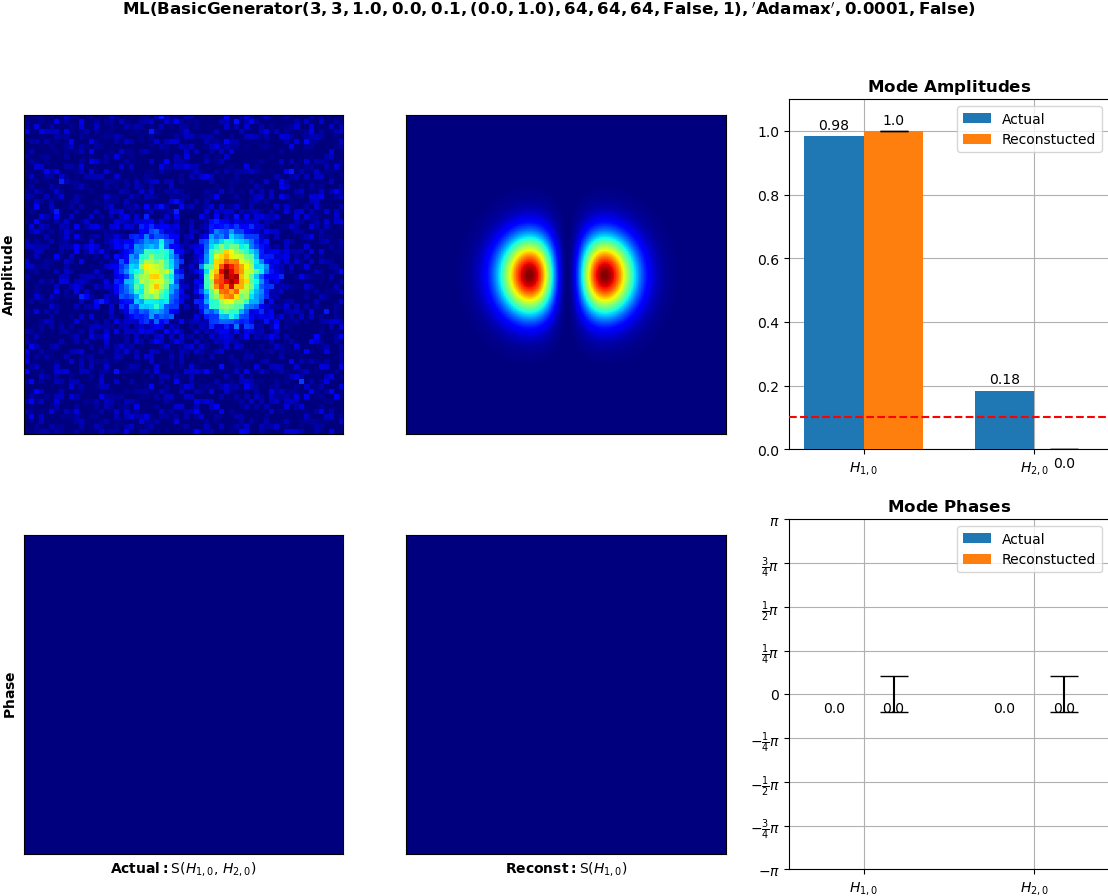 ML(BasicGenerator(3, 3, 1.0, 0.0, 0.1, (0.0, 1.0), 64, 64, 64, False, 1), ′Adamax′, 0.0001, False)
Amplitude
Mode Amplitudes
Actual
Reconstucted
1.0
0.8
0.6
0.4
0.2
0.0
0.98
1.0
0.18
0.0
H₁,₀
H₂,₀
Phase
Actual: S(H₁,₀, H₂,₀)
Reconst: S(H₁,₀)
Mode Phases
Actual
Reconstucted
π
3/4π
1/2π
1/4π
0
−1/4π
−1/2π
−3/4π
−π
0.0
0.0
0.0
0.0
H₁,₀
H₂,₀